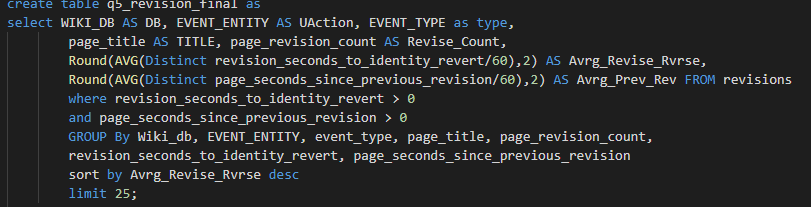 create table q5_revision_final as
select WIKI_DB AS DB, EVENT_ENTITY AS UAction, EVENT_TYPE as type,
page_title AS TITLE, page_revision_count AS Revise_Count,
Round(AVG(Distinct revision_seconds_to_identity_revert/60),2) AS Avrg_Revise_Rvrse,
Round(AVG(Distinct page_seconds_since_previous_revision/60),2) AS Avrg_Prev_Rev FROM revisions
where revision_seconds_to_identity_revert > 0
and page_seconds_since_previous_revision > 0
GROUP By Wiki_db, EVENT_ENTITY, event_type, page_title, page_revision_count,
revision_seconds_to_identity_revert, page_seconds_since_previous_revision
sort by Avrg_Revise_Rvrse desc
limit 25;